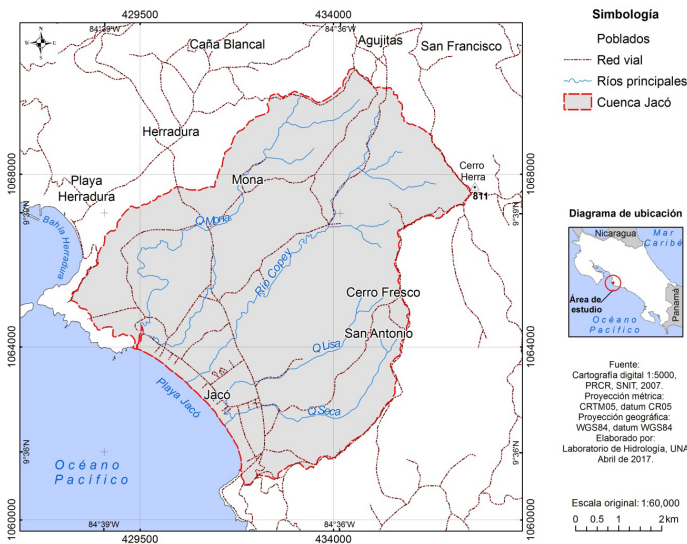 429500
434000
84°39'W
84°36'W
Caña Blancal
Agujitas
San Francisco
Herradura
Playa
Herradura
Bahía Herradura
Mona
Q Mona
Río Copey
Cerro
Herra
811
Cerro Fresco
San Antonio
Q Lisa
Jacó
Q Seca
Playa Jacó
Océano
Pacífico
1068000
9°39'N
1064000
9°36'N
1060000
1068000
9°39'N
1064000
9°36'N
1060000
84°39'W
84°36'W
429500
434000
N
W
E
S
Simbología
Poblados
Red vial
Ríos principales
Cuenca Jacó
Diagrama de ubicación
Nicaragua
Mar
Caribé
Panamá
Área de
estudio
Océano
Pacífico
Fuente:
Cartografía digital 1:5000,
PRCR, SNIT, 2007.
Proyección métrica:
CRTM05, datum CR05
Proyección geográfica:
WGS84, datum WGS84
Elaborado por:
Laboratorio de Hidrología, UNA
Abril de 2017.
Escala original: 1:60,000
0 0.5 1 2 km